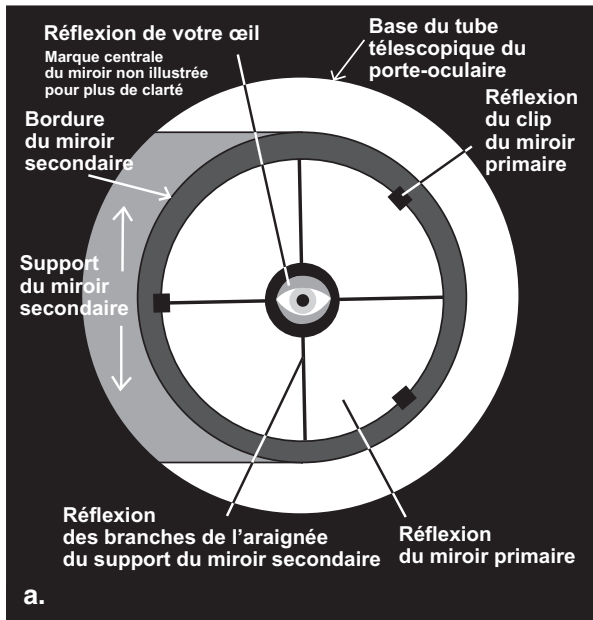 Réflexion de votre œil
Marque centrale
du miroir non illustrée
pour plus de clarté
Base du tube
télescopique du
porte-oculaire
Réflexion
du clip
du miroir
primaire
Bordure
du miroir
secondaire
Support
du miroir
secondaire
Réflexion
des branches de l’araignée
du support du miroir secondaire
Réflexion
du miroir primaire
a.